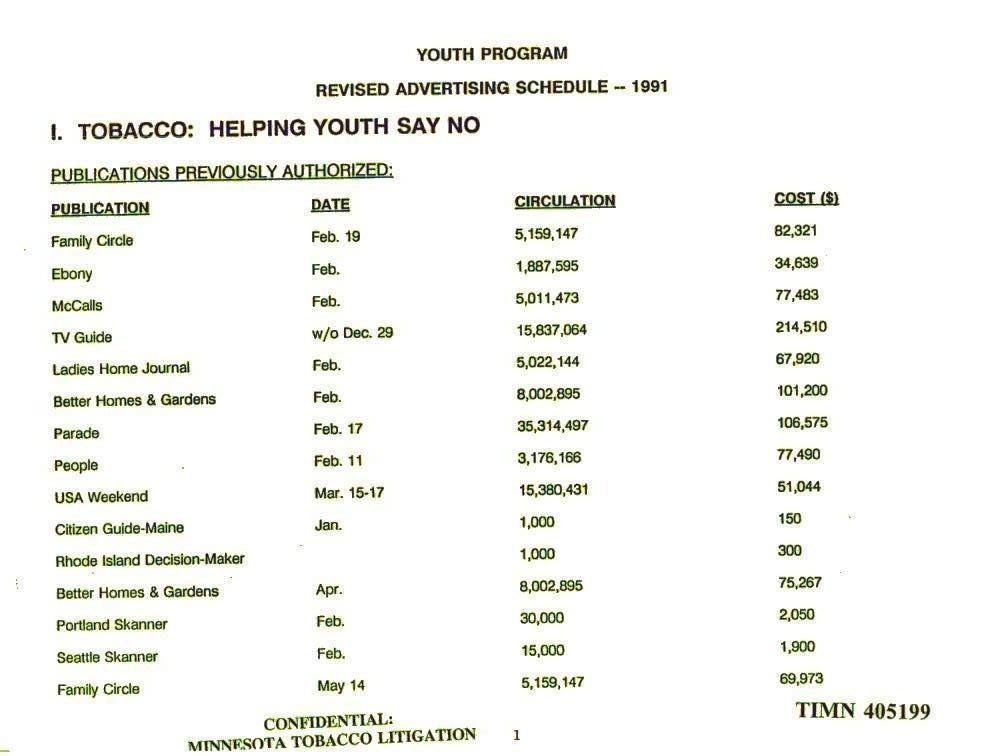 YOUTH PROGRAM
REVISED ADVERTISING SCHEDULE -- 1991
I. TOBACCO: HELPING YOUTH SAY NO
PUBLICATIONS PREVIOUSLY AUTHORIZED:
PUBLICATION DATE CIRCULATION COST ($)
Family Circle Feb. 19 5,159,147 82,321
Ebony Feb. 1,887,595 34,639
McCalls Feb. 5,011,473 77,483
TV Guide w/o Dec. 29 15,837,064 214,510
Ladies Home Journal Feb. 5,022,144 67,920
Better Homes & Gardens Feb. 8,002,895 101,200
Parade Feb. 17 35,314,497 106,575
People Feb. 11 3,176,166 77,490
USA Weekend Mar. 15-17 15,380,431 51,044
Citizen Guide-Maine Jan. 1,000 150
Rhode Island Decision-Maker 1,000 300
Better Homes & Gardens Apr. 8,002,895 75,267
Portland Skanner Feb. 30,000 2,050
Seattle Skanner Feb. 15,000 1,900
Family Circle May 14 5,159,147 69,973
TIMN 405199
CONFIDENTIAL:
MINNESOTA TOBACCO LITIGATION 1